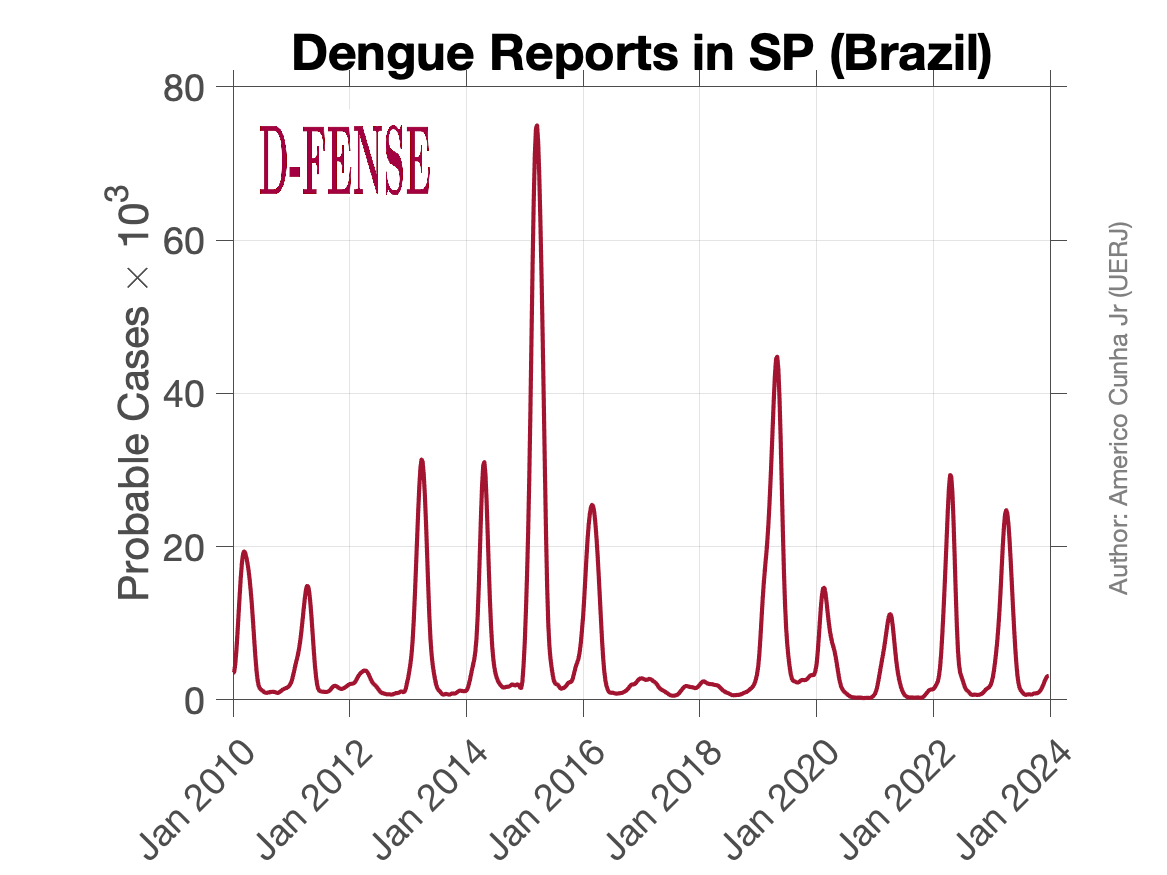 Dengue Reports in SP (Brazil)
D-FENSE
Probable Cases × 10³
80
60
40
20
0
Jan 2010
Jan 2012
Jan 2014
Jan 2016
Jan 2018
Jan 2020
Jan 2022
Jan 2024
Author: Americo Cunha Jr (UERJ)